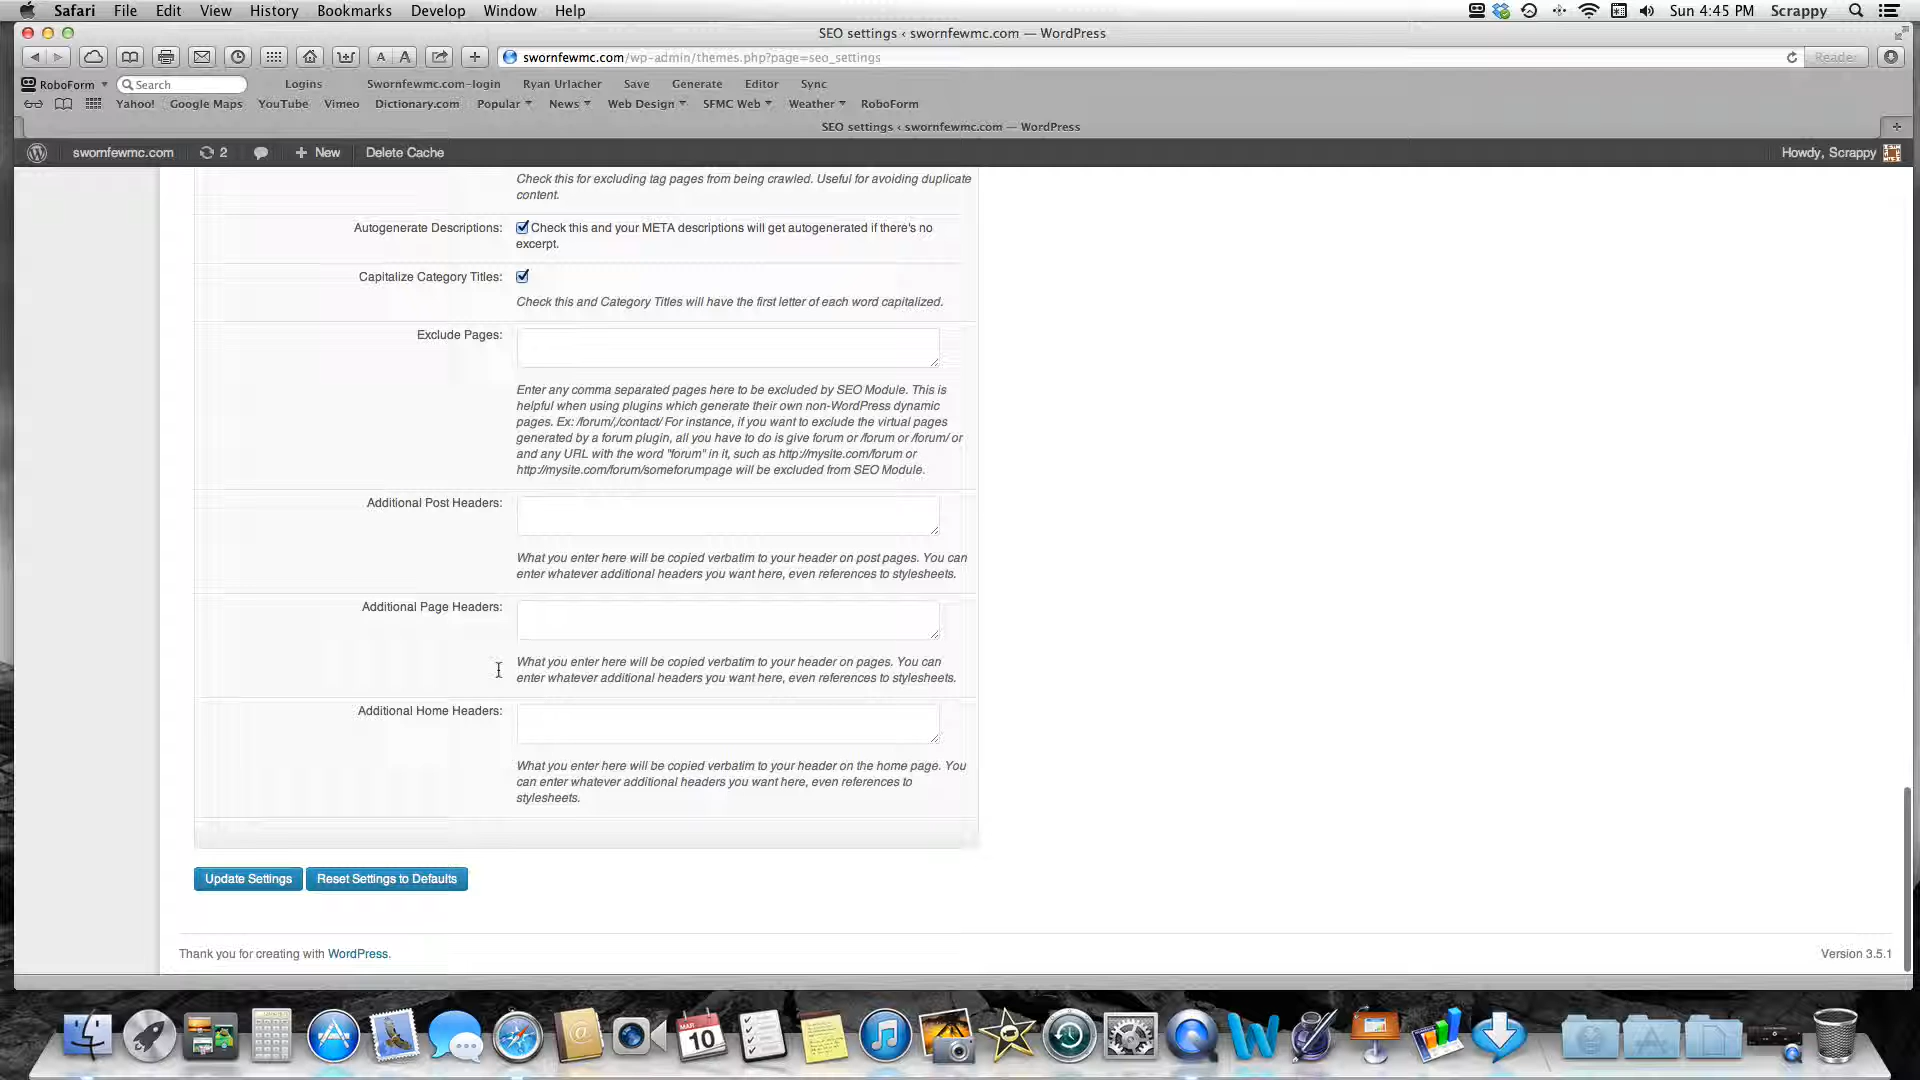 Safari File Edit View History Bookmarks Develop Window Help Sun 4:45 PM Scrappy
SEO settings ‹ swornfewmc.com — WordPress
swornfewmc.com/wp-admin/themes.php?page=seo_settings Reader
RoboForm Search Logins Swornfewmc.com-login Ryan Urlacher Save Generate Editor Sync
Yahoo! Google Maps YouTube Vimeo Dictionary.com Popular News Web Design SFMC Web Weather RoboForm
SEO settings ‹ swornfewmc.com — WordPress
swornfewmc.com 2 + New Delete Cache Howdy, Scrappy
Check this for excluding tag pages from being crawled. Useful for avoiding duplicate
content.
Autogenerate Descriptions: Check this and your META descriptions will get autogenerated if there's no
excerpt.
Capitalize Category Titles:
Check this and Category Titles will have the first letter of each word capitalized.
Exclude Pages:
Enter any comma separated pages here to be excluded by SEO Module. This is
helpful when using plugins which generate their own non-WordPress dynamic
pages. Ex: /forum/,/contact/ For instance, if you want to exclude the virtual pages
generated by a forum plugin, all you have to do is give forum or /forum or /forum/ or
and any URL with the word "forum" in it, such as http://mysite.com/forum or
http://mysite.com/forum/someforumpage will be excluded from SEO Module.
Additional Post Headers:
What you enter here will be copied verbatim to your header on post pages. You can
enter whatever additional headers you want here, even references to stylesheets.
Additional Page Headers:
What you enter here will be copied verbatim to your header on pages. You can
enter whatever additional headers you want here, even references to stylesheets.
Additional Home Headers:
What you enter here will be copied verbatim to your header on the home page. You
can enter whatever additional headers you want here, even references to
stylesheets.
Update Settings Reset Settings to Defaults
Thank you for creating with WordPress. Version 3.5.1
MAR
10